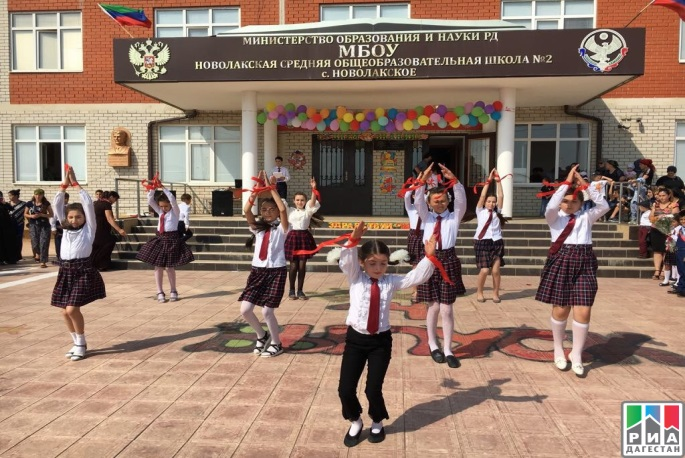 МИНИСТЕРСТВО ОБРАЗОВАНИЯ И НАУКИ РД
МБОУ
НОВОЛАКСКАЯ СРЕДНЯЯ ОБЩЕОБРАЗОВАТЕЛЬНАЯ ШКОЛА №2
с. НОВОЛАКСКОЕ
РИА
ДАГЕСТАН